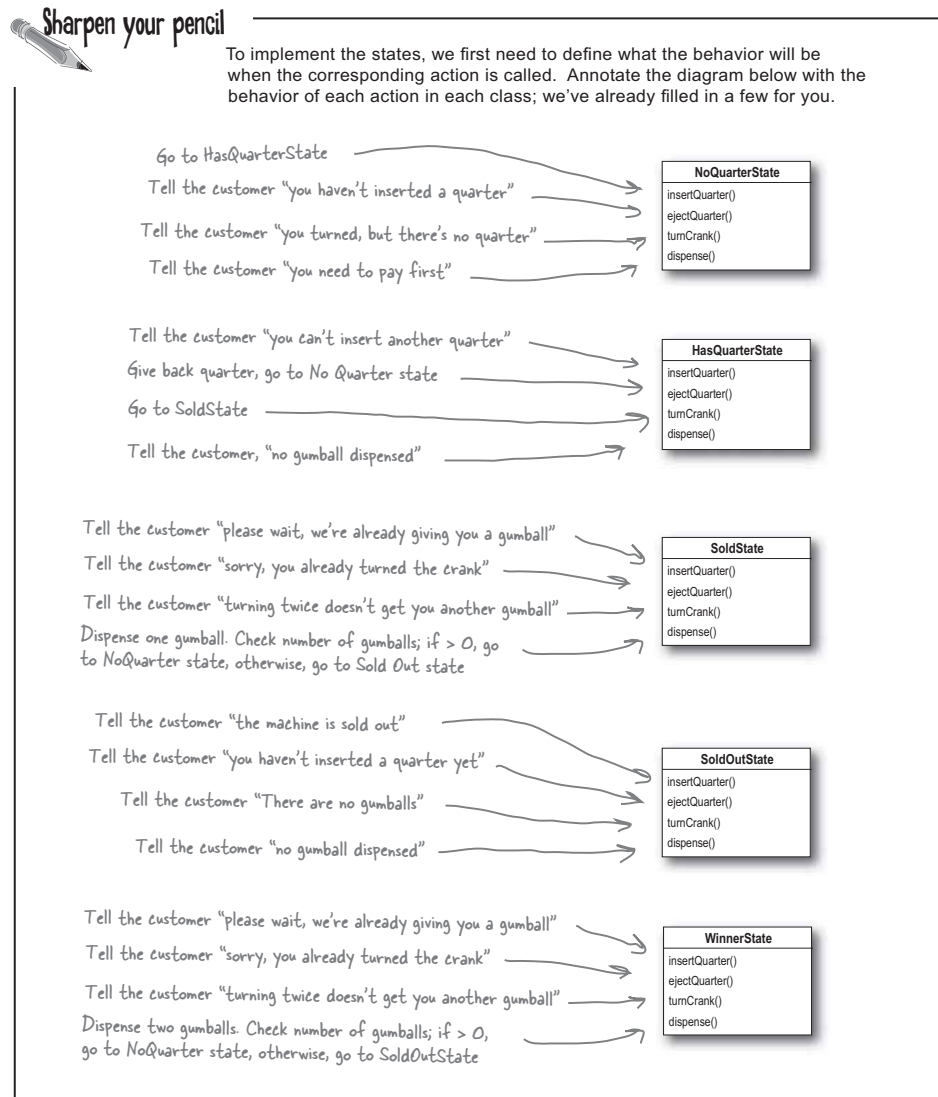 Sharpen your pencil
To implement the states, we first need to define what the behavior will be
when the corresponding action is called. Annotate the diagram below with the
behavior of each action in each class; we've already filled in a few for you.
Go to HasQuarterState
Tell the customer "you haven't inserted a quarter"
Tell the customer "you turned, but there's no quarter"
Tell the customer "you need to pay first"
NoQuarterState
insertQuarter()
ejectQuarter()
turnCrank()
dispense()
Tell the customer "you can't insert another quarter"
Give back quarter, go to No Quarter state
Go to SoldState
Tell the customer, "no gumball dispensed"
HasQuarterState
insertQuarter()
ejectQuarter()
turnCrank()
dispense()
Tell the customer "please wait, we're already giving you a gumball"
Tell the customer "sorry, you already turned the crank"
Tell the customer "turning twice doesn't get you another gumball"
Dispense one gumball. Check number of gumballs; if > 0, go
to NoQuarter state, otherwise, go to Sold Out state
SoldState
insertQuarter()
ejectQuarter()
turnCrank()
dispense()
Tell the customer "the machine is sold out"
Tell the customer "you haven't inserted a quarter yet"
Tell the customer "There are no gumballs"
Tell the customer "no gumball dispensed"
SoldOutState
insertQuarter()
ejectQuarter()
turnCrank()
dispense()
Tell the customer "please wait, we're already giving you a gumball"
Tell the customer "sorry, you already turned the crank"
Tell the customer "turning twice doesn't get you another gumball"
Dispense two gumballs. Check number of gumballs; if > 0,
go to NoQuarter state, otherwise, go to SoldOutState
WinnerState
insertQuarter()
ejectQuarter()
turnCrank()
dispense()